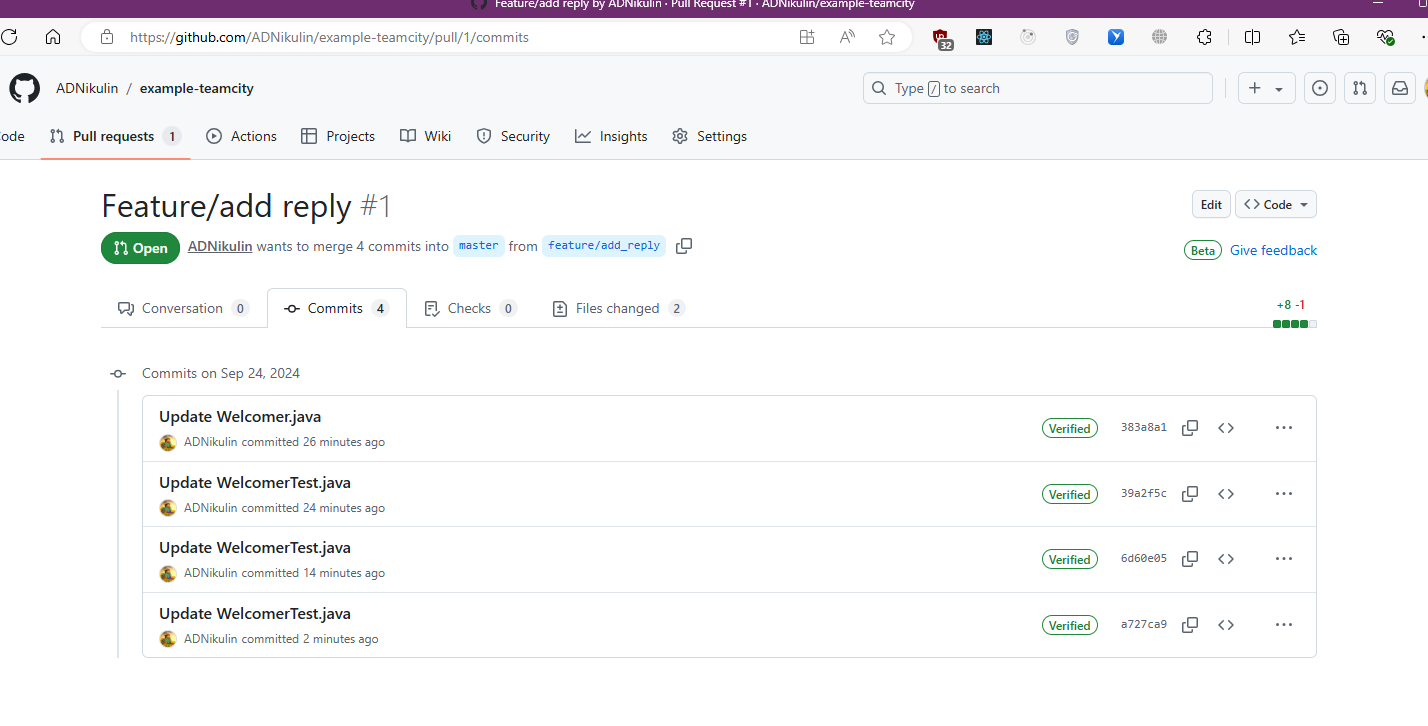 Feature/add reply by ADNikulin · Pull Request #1 · ADNikulin/example-teamcity
https://github.com/ADNikulin/example-teamcity/pull/1/commits
32
ADNikulin / example-teamcity
Type / to search
Pull requests 1 Actions Projects Wiki Security Insights Settings
Feature/add reply #1
Edit
Code
Open
ADNikulin wants to merge 4 commits into master from feature/add_reply
Beta Give feedback
Conversation 0 Commits 4 Checks 0 Files changed 2
+8 -1
Commits on Sep 24, 2024
Update Welcomer.java
ADNikulin committed 26 minutes ago
Verified 383a8a1
Update WelcomerTest.java
ADNikulin committed 24 minutes ago
Verified 39a2f5c
Update WelcomerTest.java
ADNikulin committed 14 minutes ago
Verified 6d60e05
Update WelcomerTest.java
ADNikulin committed 2 minutes ago
Verified a727ca9